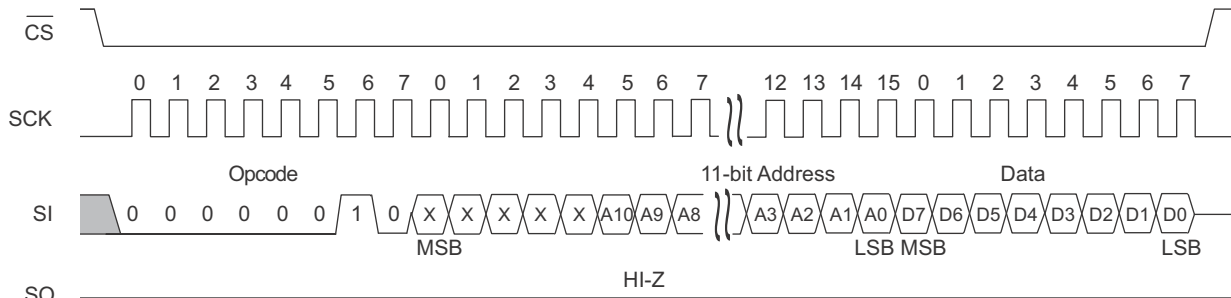 CS
0 1 2 3 4 5 6 7 0 1 2 3 4 5 6 7 12 13 14 15 0 1 2 3 4 5 6 7
SCK
Opcode 11-bit Address Data
SI 0 0 0 0 0 0 1 0 X X X X X A10 A9 A8 A3 A2 A1 A0 D7 D6 D5 D4 D3 D2 D1 D0
MSB LSB MSB LSB
HI-Z
SO